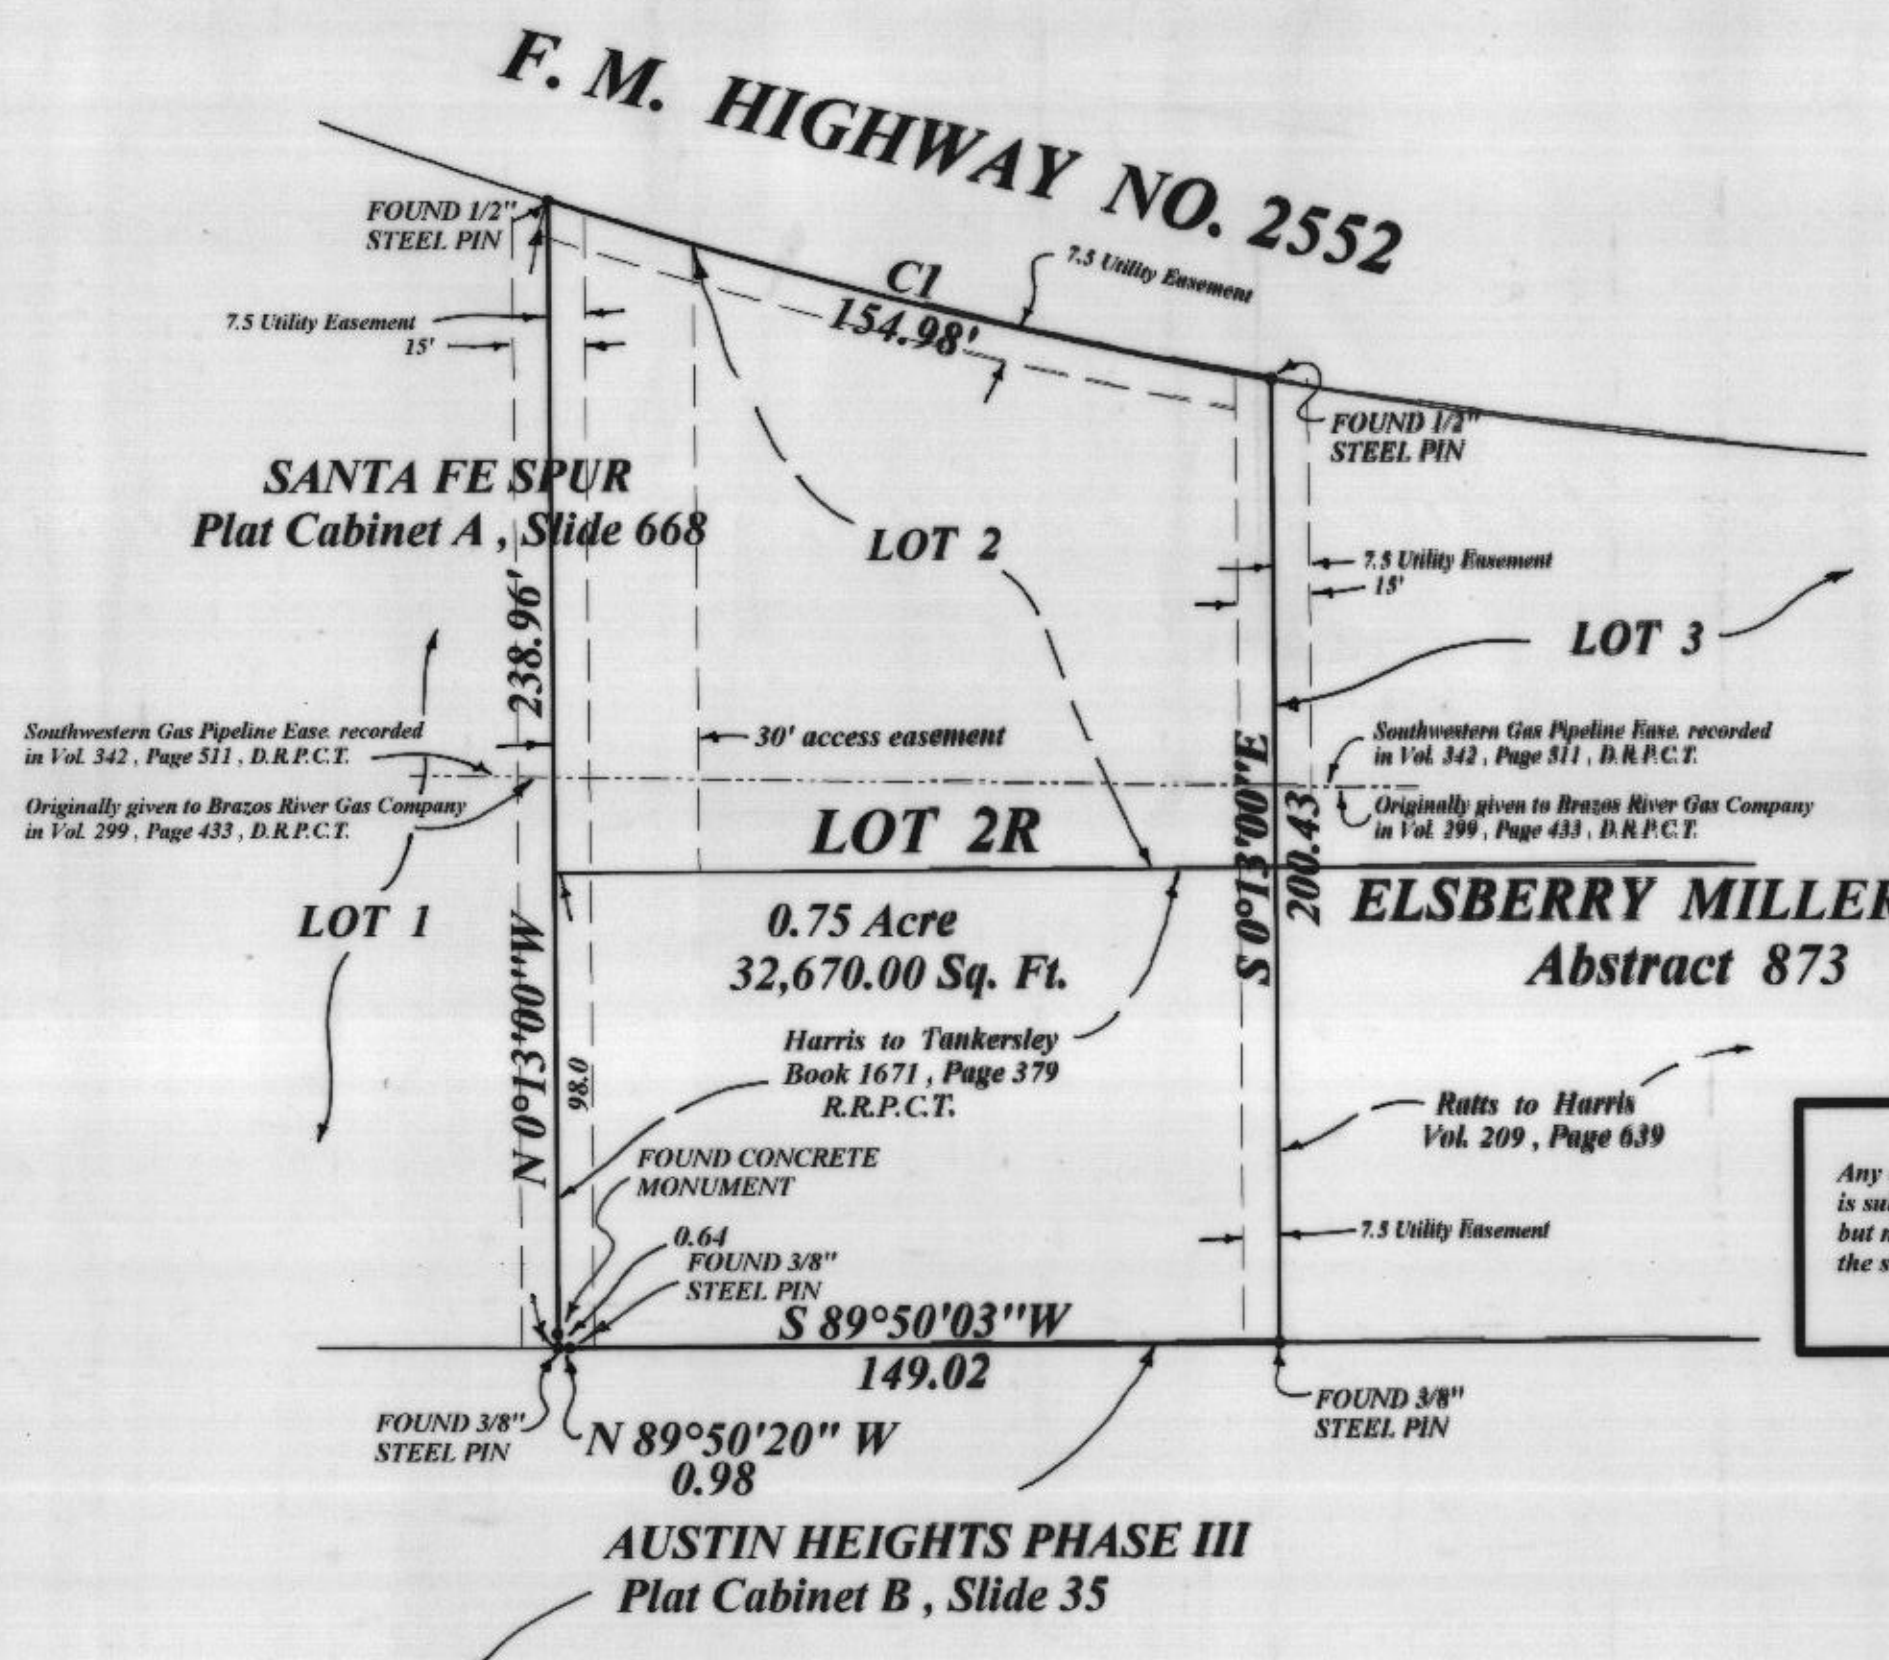 F. M. HIGHWAY NO. 2552
FOUND 1/2"
STEEL PIN
C1
154.98'
7.5 Utility Easement
7.5 Utility Easement
15'
FOUND 1/2"
STEEL PIN
SANTA FE SPUR
Plat Cabinet A , Slide 668
LOT 2
7.5 Utility Easement
15'
LOT 3
238.96'
30' access easement
Southwestern Gas Pipeline Ease. recorded
in Vol. 342 , Page 511 , D.R.P.C.T.
Originally given to Brazos River Gas Company
in Vol. 299 , Page 433 , D.R.P.C.T.
Southwestern Gas Pipeline Ease. recorded
in Vol. 342 , Page 511 , D.R.P.C.T.
Originally given to Brazos River Gas Company
in Vol. 299 , Page 433 , D.R.P.C.T.
LOT 2R
S 0°13'00"E
200.43
LOT 1
0.75 Acre
32,670.00 Sq. Ft.
ELSBERRY MILLER
Abstract 873
N 0°13'00"W
98.0
Harris to Tankersley
Book 1671 , Page 379
R.R.P.C.T.
Ratts to Harris
Vol. 209 , Page 639
FOUND CONCRETE
MONUMENT
0.64
FOUND 3/8"
STEEL PIN
7.5 Utility Easement
Any
is su
but
the s
S 89°50'03"W
149.02
FOUND 3/8"
STEEL PIN
N 89°50'20" W
0.98
FOUND 3/8"
STEEL PIN
AUSTIN HEIGHTS PHASE III
Plat Cabinet B , Slide 35